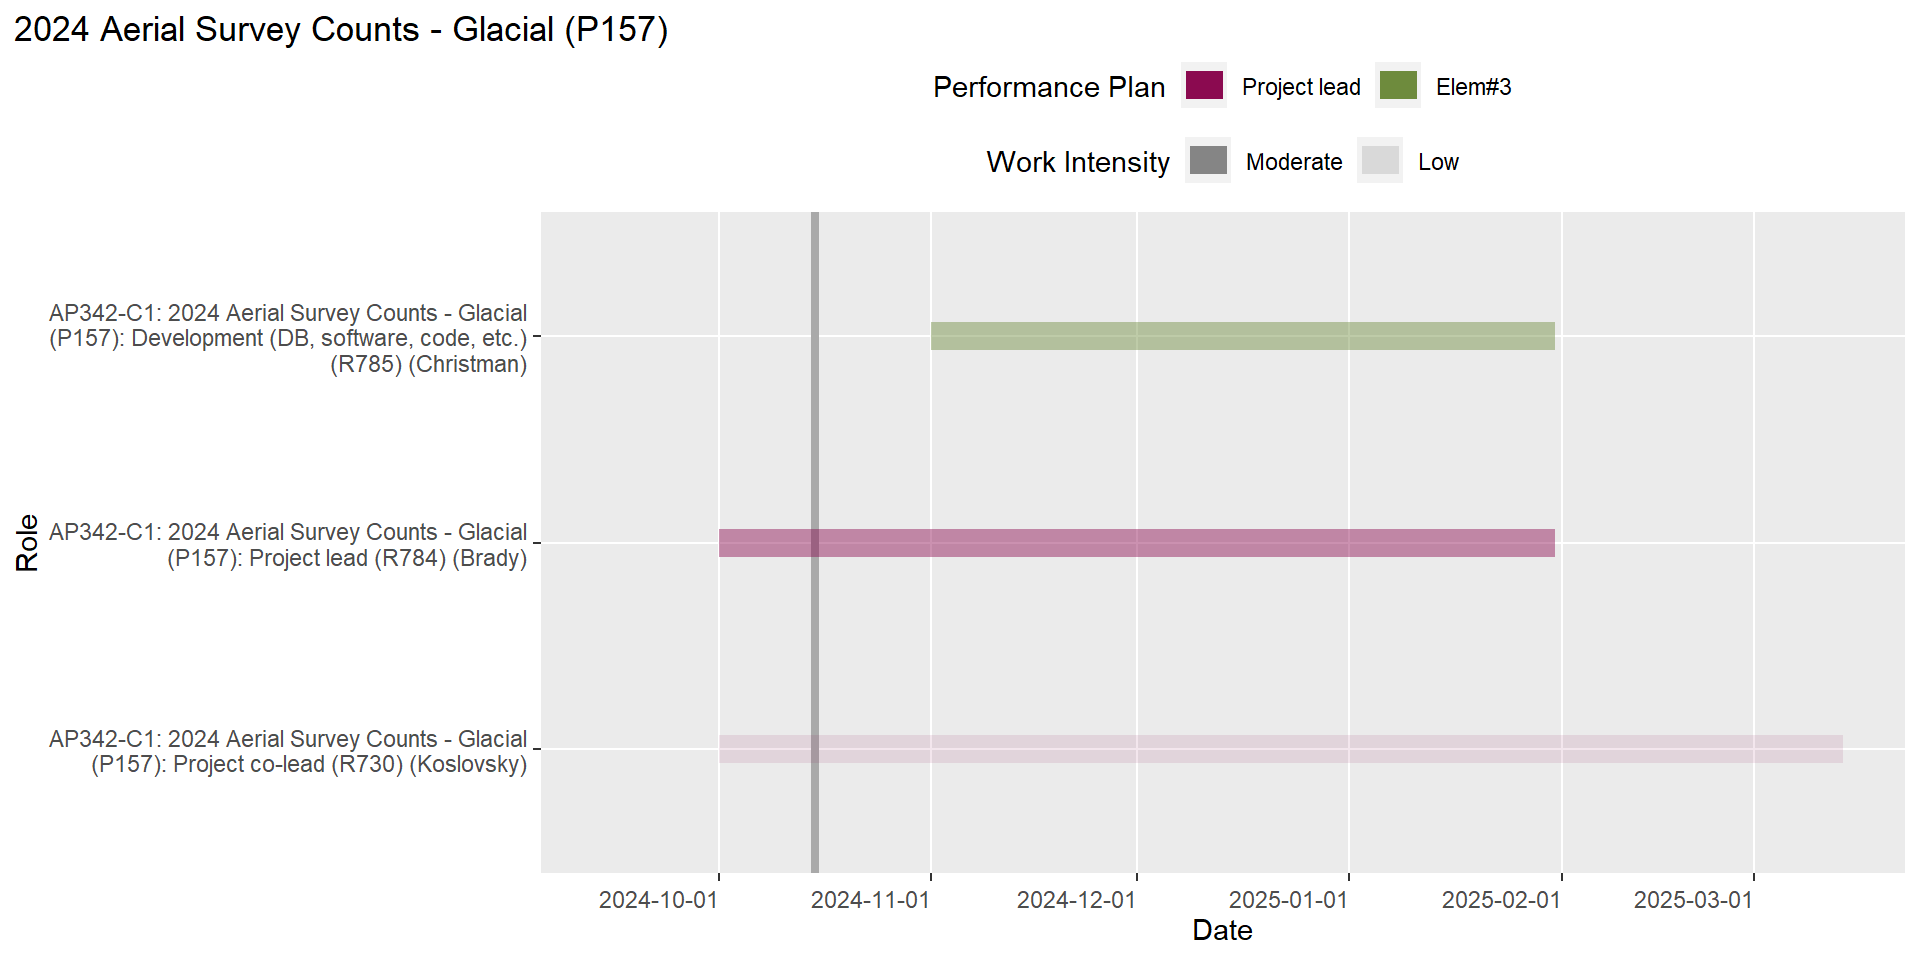 2024 Aerial Survey Counts - Glacial (P157)
Performance Plan Project lead Elem#3
Work Intensity Moderate Low
AP342-C1: 2024 Aerial Survey Counts - Glacial
(P157): Development (DB, software, code, etc.)
(R785) (Christman)
Role
AP342-C1: 2024 Aerial Survey Counts - Glacial
(P157): Project lead (R784) (Brady)
AP342-C1: 2024 Aerial Survey Counts - Glacial
(P157): Project co-lead (R730) (Koslovsky)
2024-10-01 2024-11-01 2024-12-01 2025-01-01 2025-02-01 2025-03-01
Date